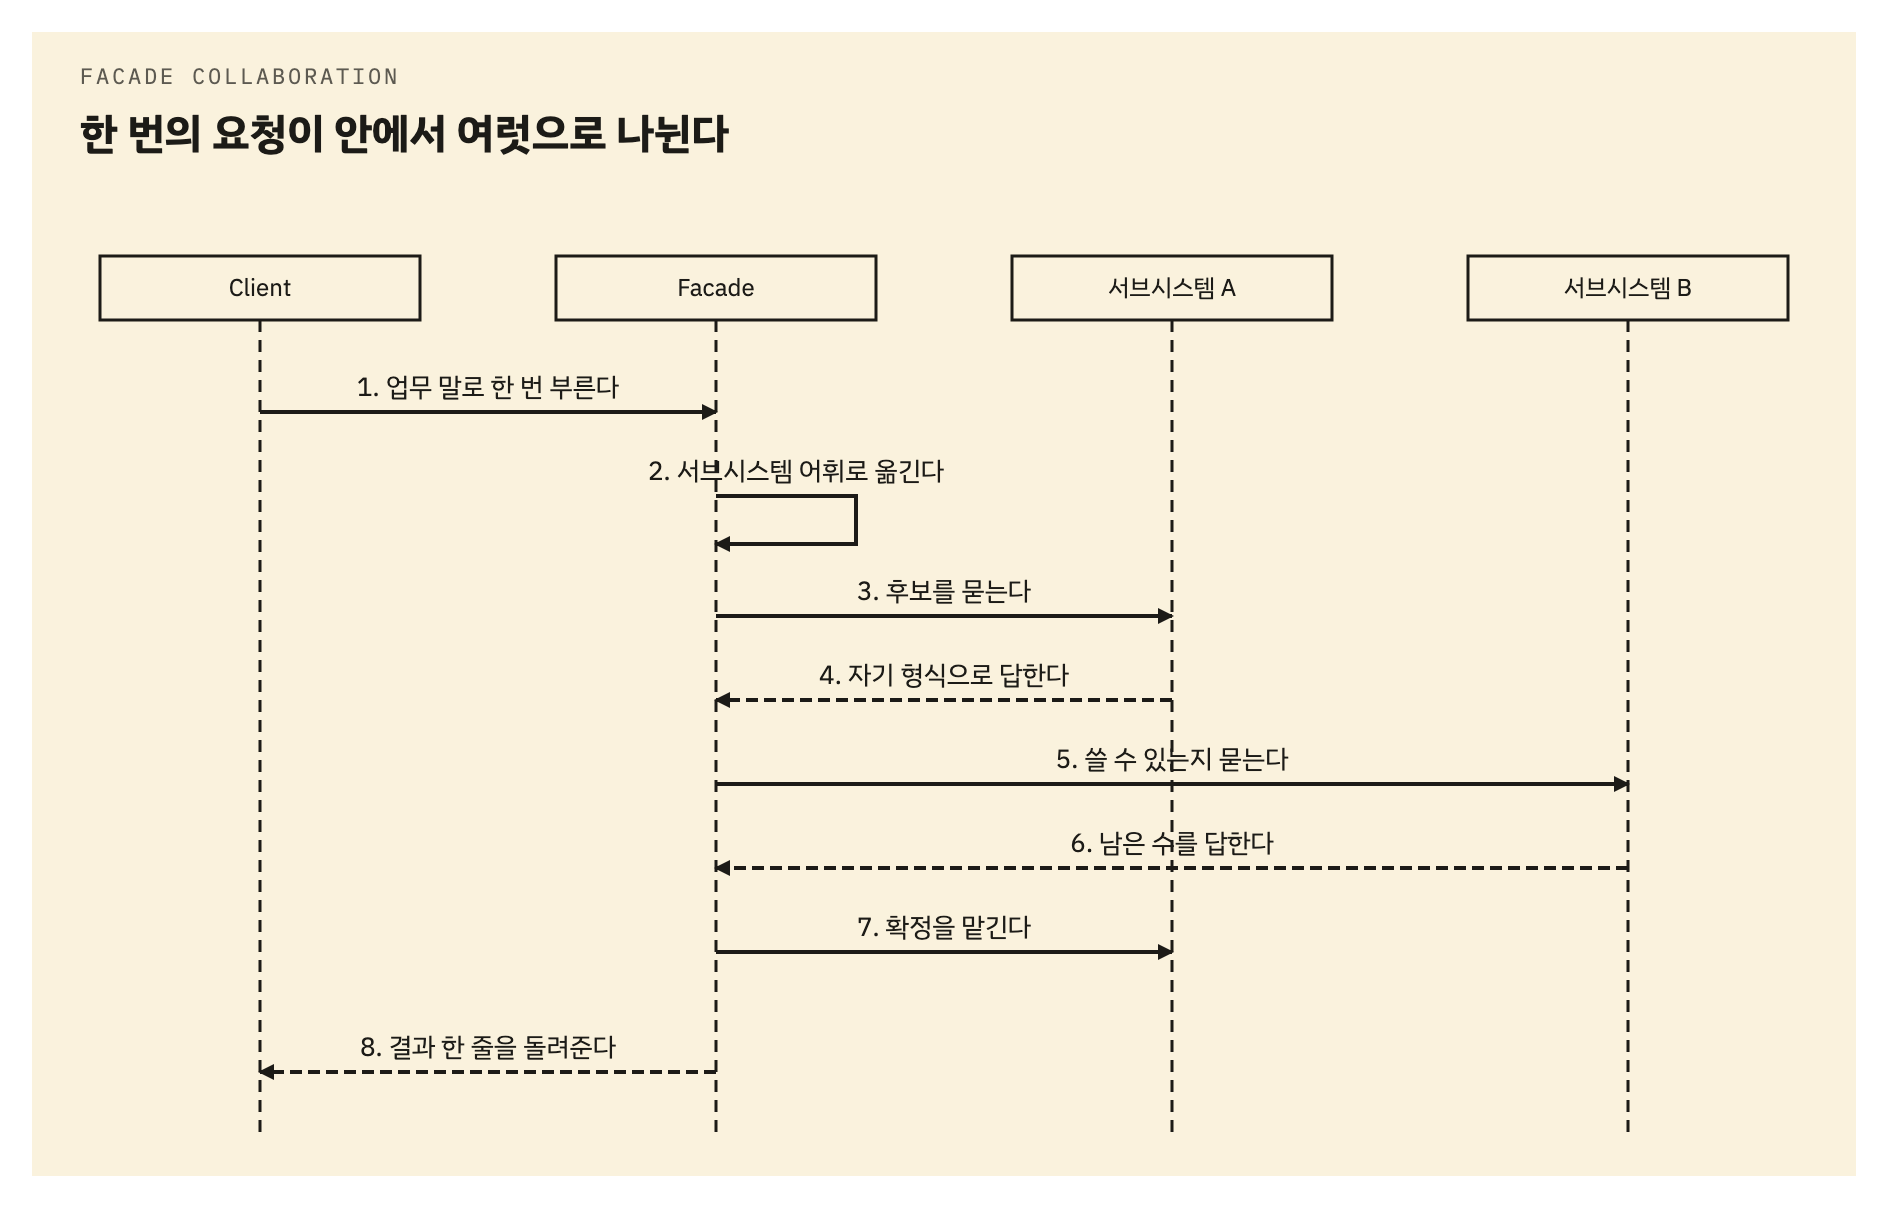 FACADE COLLABORATION
한 번의 요청이 안에서 여럿으로 나뉜다
Client
Facade
서브시스템 A
서브시스템 B
1. 업무 말로 한 번 부른다
2. 서브시스템 어휘로 옮긴다
3. 후보를 묻는다
4. 자기 형식으로 답한다
5. 쓸 수 있는지 묻는다
6. 남은 수를 답한다
7. 확정을 맡긴다
8. 결과 한 줄을 돌려준다